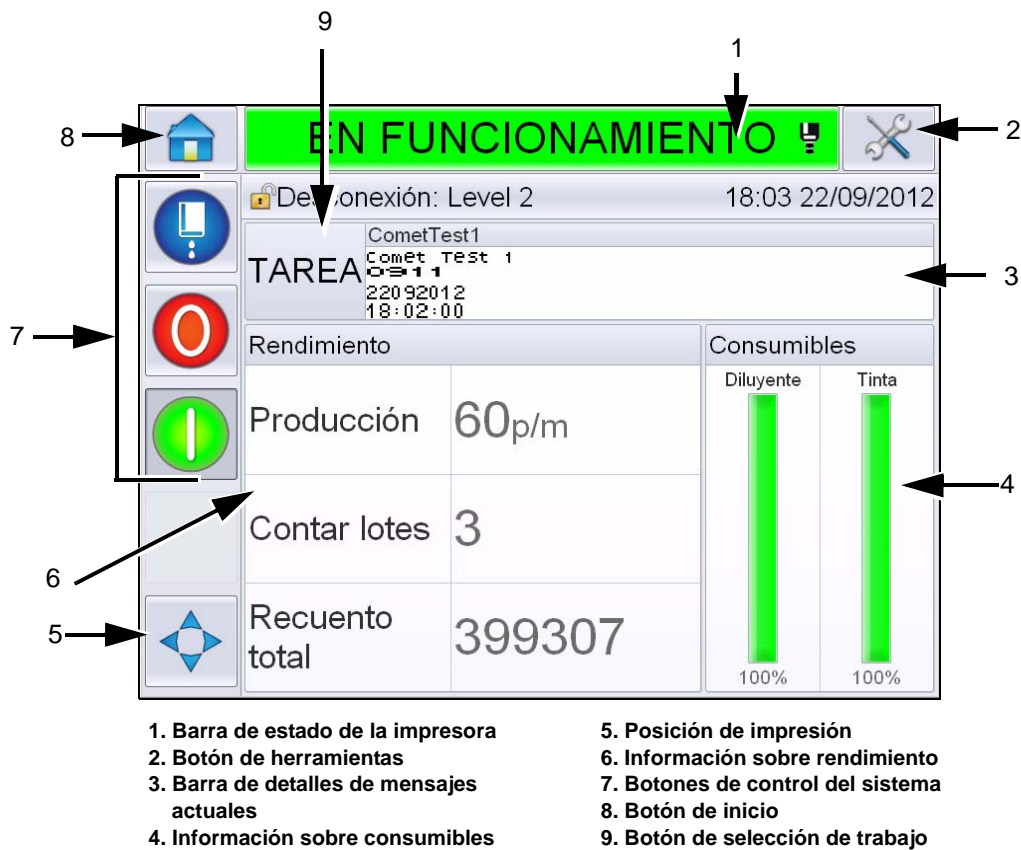 9
1
8
EN FUNCIONAMIENTO
2
Desconexión: Level 2 18:03 22/09/2012
CometTest1
TAREA
Comet Test 1
0911
22092012
18:02:00
3
7
Rendimiento
Consumibles
Diluyente Tinta
Producción 60p/m
4
Contar lotes 3
6
5
Recuento
total
399307
100% 100%
1. Barra de estado de la impresora
2. Botón de herramientas
3. Barra de detalles de mensajes
actuales
4. Información sobre consumibles
5. Posición de impresión
6. Información sobre rendimiento
7. Botones de control del sistema
8. Botón de inicio
9. Botón de selección de trabajo